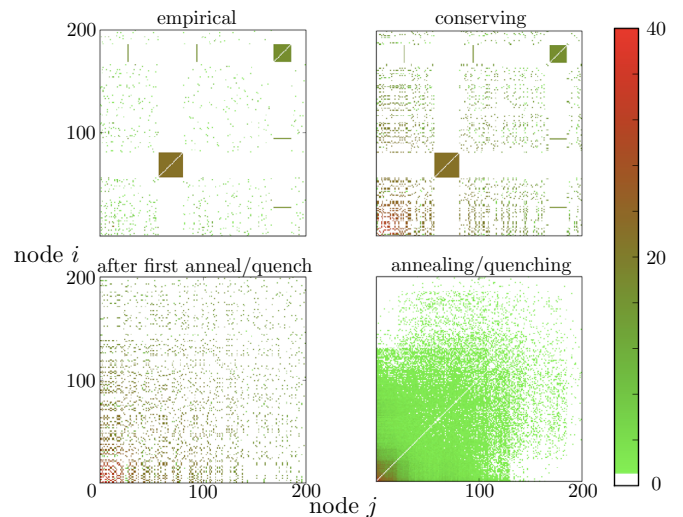 empirical
conserving
200
100
40
20
0
node i
after first anneal/quench
annealing/quenching
200
100
0
100
200
100
200
node j